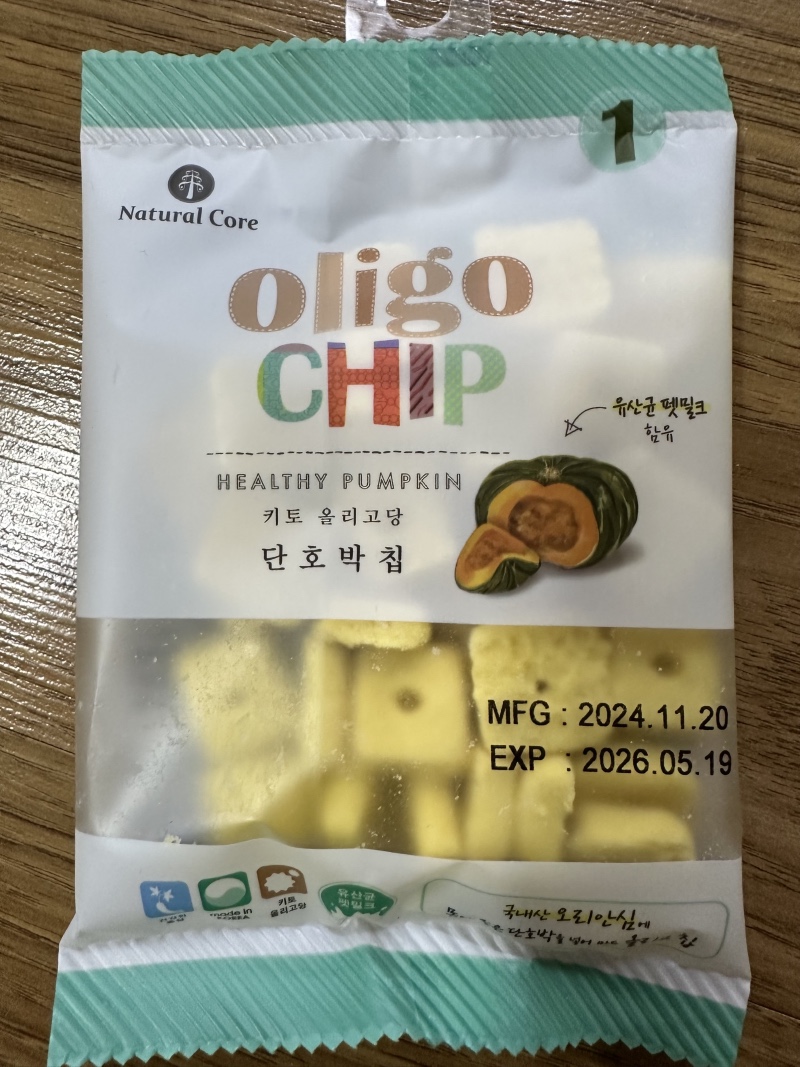 1
Natural Core
oligo
CHIP
유산균 펫밀크
함유
HEALTHY PUMPKIN
키토 올리고당
단호박칩
MFG : 2024.11.20
EXP : 2026.05.19
made in
KOREA
키토
올리고당
유산균
펫밀크
국내산 오리안심에
단호박을 넣어